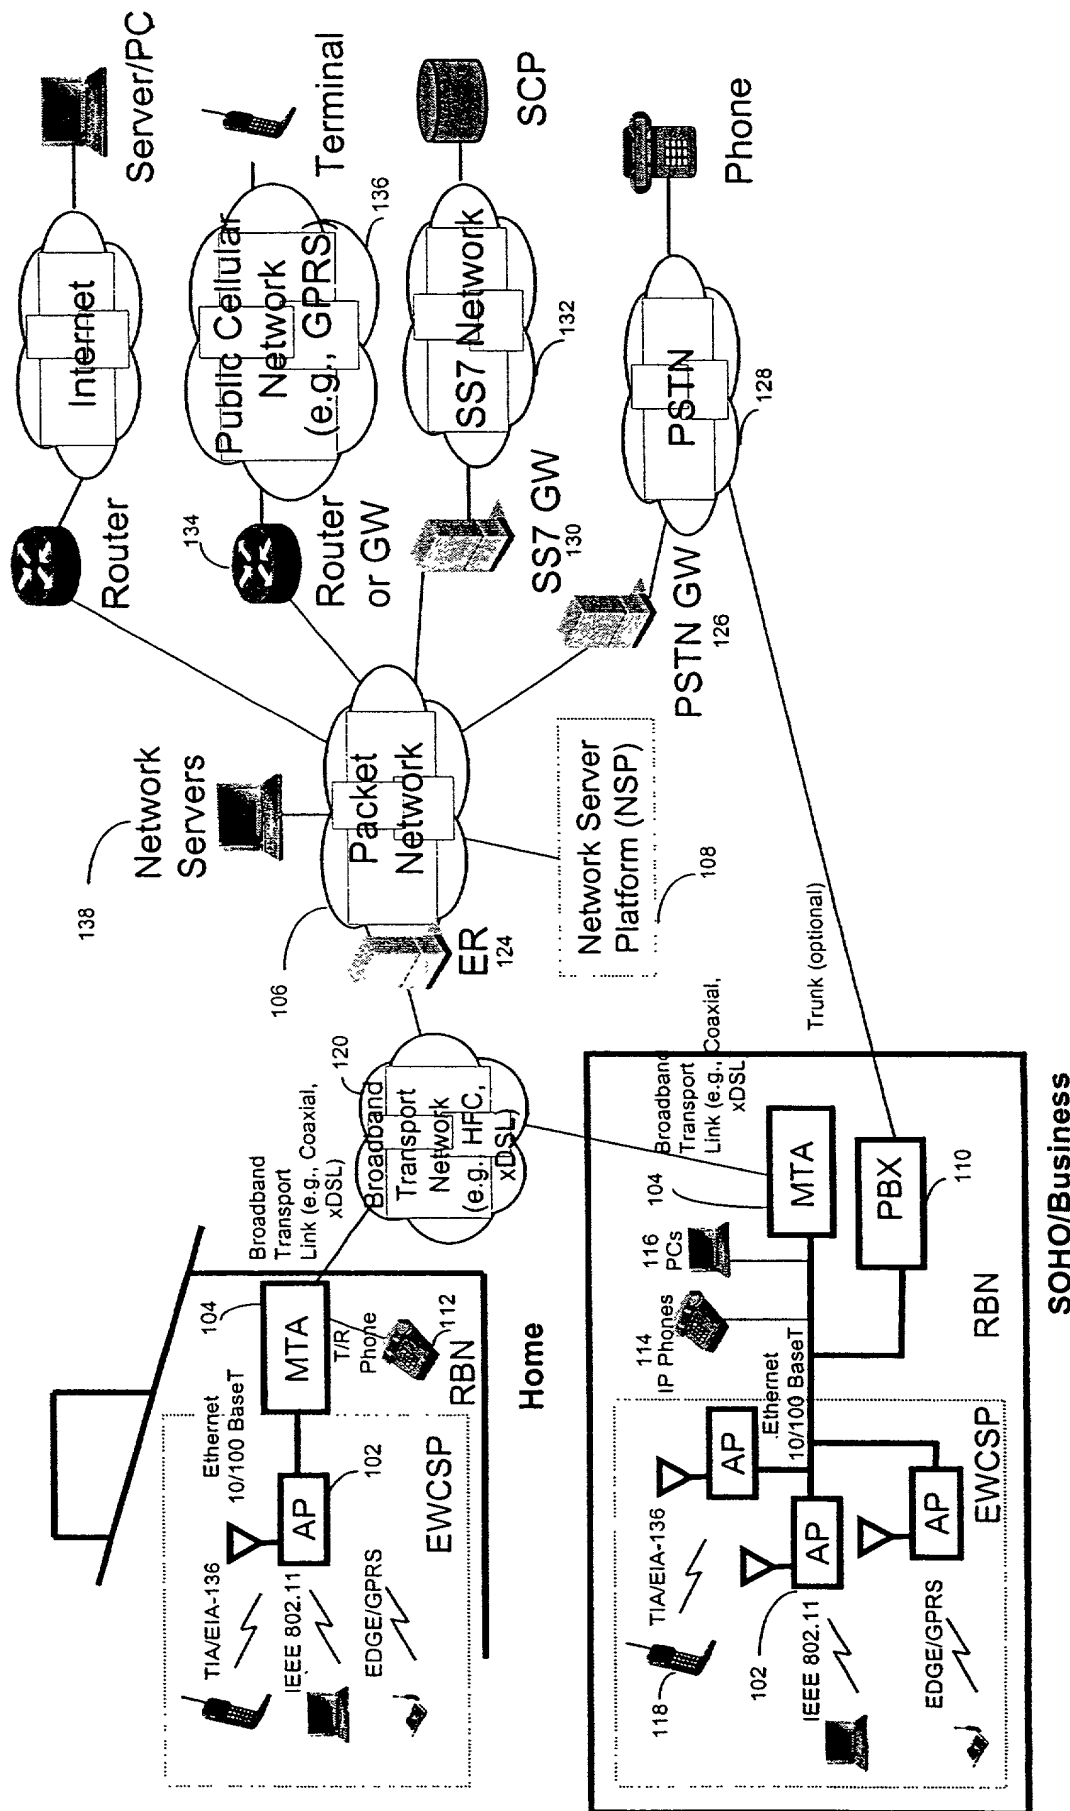 Server/PC
Internet
Router
Terminal
Public Cellular
Network
(e.g., GPRS)
136
134
Router
or GW
SCP
SS7 Network
132
SS7 GW
130
Phone
PSTN
128
PSTN GW
126
138
Network
Servers
Packet
Network
106
ER
124
Network Server
Platform (NSP)
108
120
Broadband
Transport
Network
(e.g., HFC,
xDSL)
Broadband
Transport
Link (e.g., Coaxial,
xDSL)
104
MTA
T/R
Phone
112
RBN
Home
Ethernet
10/100 BaseT
102
AP
EWCSP
TIA/EIA-136
IEEE 802.11
EDGE/GPRS
Broadband
Transport
Link (e.g., Coaxial,
xDSL)
Trunk (optional)
104
MTA
PBX
110
116
PCs
114
IP Phones
RBN
SOHO/Business
.Ethernet
10/100 BaseT
AP
AP
AP
EWCSP
TIA/EIA-136
118
102
IEEE 802.11
EDGE/GPRS